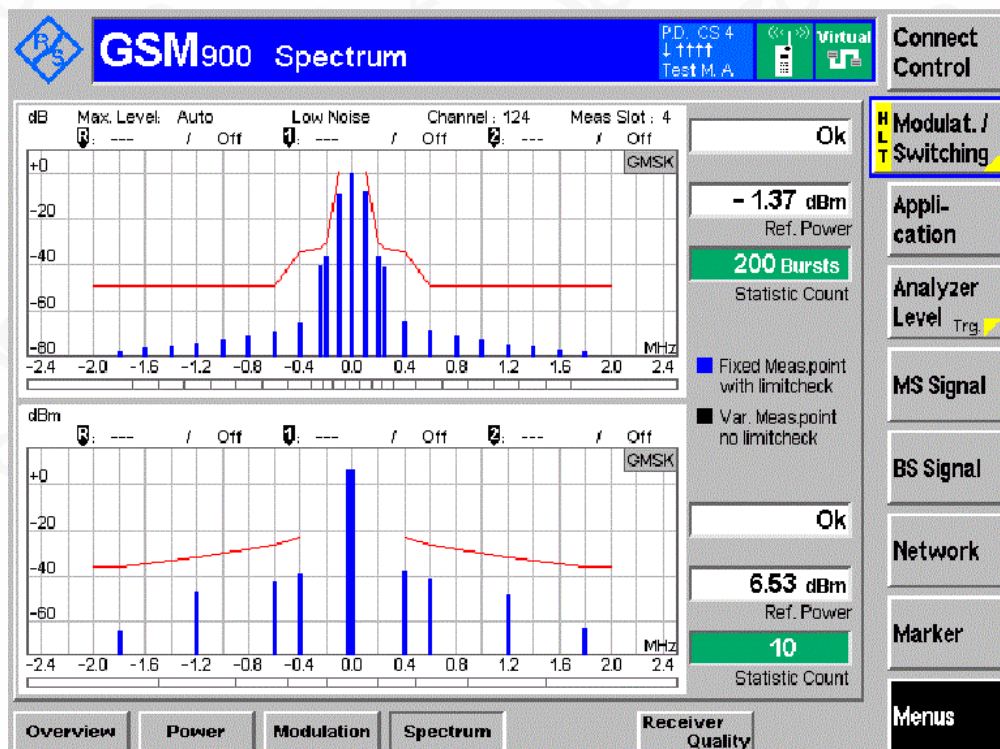 R S
GSM900 Spectrum
P.D. CS 4
↓ ↑↑↑↑
Test M. A
Virtual
Connect
Control
dB Max. Level: Auto Low Noise Channel : 124 Meas Slot : 4
R: --- / Off 1: --- / Off 2: --- / Off
GMSK
+0
-20
-40
-60
-80
MHz
-2.4 -2.0 -1.6 -1.2 -0.8 -0.4 0.0 0.4 0.8 1.2 1.6 2.0 2.4
Ok
- 1.37 dBm
Ref. Power
200 Bursts
Statistic Count
Fixed Meas.point
with limitcheck
Var. Meas.point
no limitcheck
dBm
R: --- / Off 1: --- / Off 2: --- / Off
GMSK
+0
-20
-40
-60
MHz
-2.4 -2.0 -1.6 -1.2 -0.8 -0.4 0.0 0.4 0.8 1.2 1.6 2.0 2.4
Ok
6.53 dBm
Ref. Power
10
Statistic Count
HLT
Modulat. /
Switching
Appli-
cation
Analyzer
Level Trg.
MS Signal
BS Signal
Network
Marker
Menus
Overview
Power
Modulation
Spectrum
Receiver
Quality